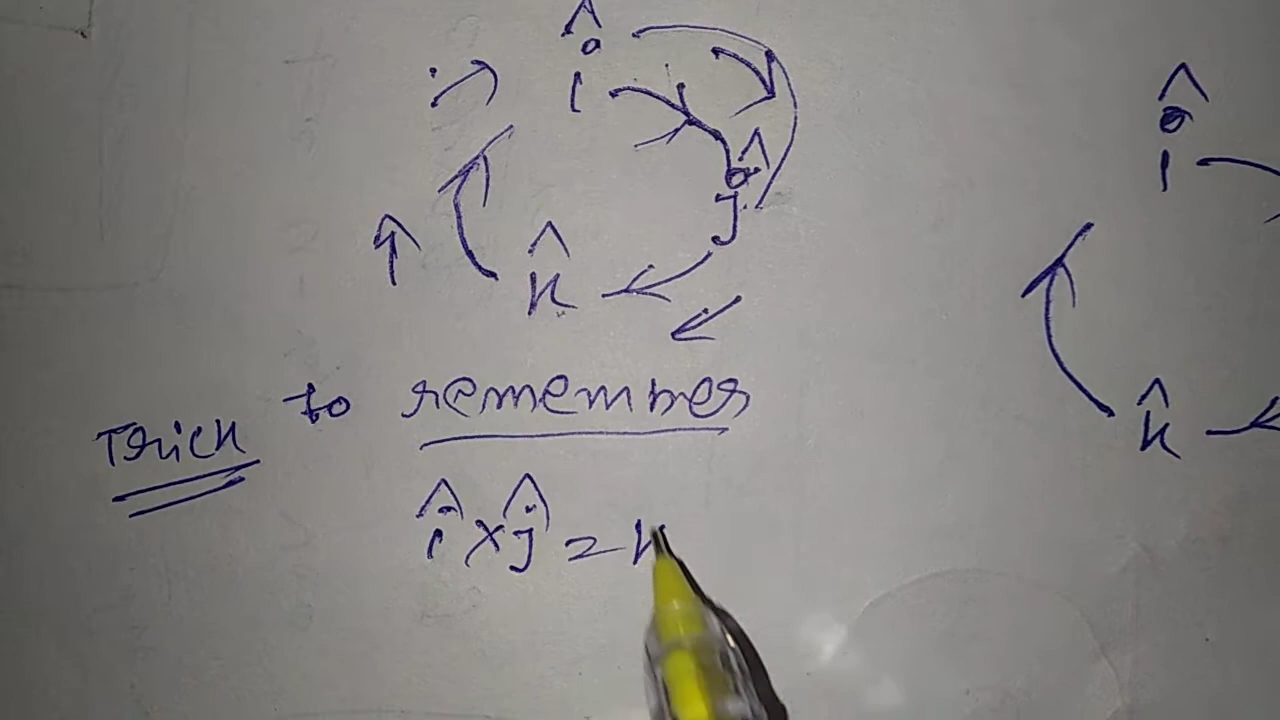 î
ĵ
k̂
î
k̂
Trick to remember
î × ĵ = k